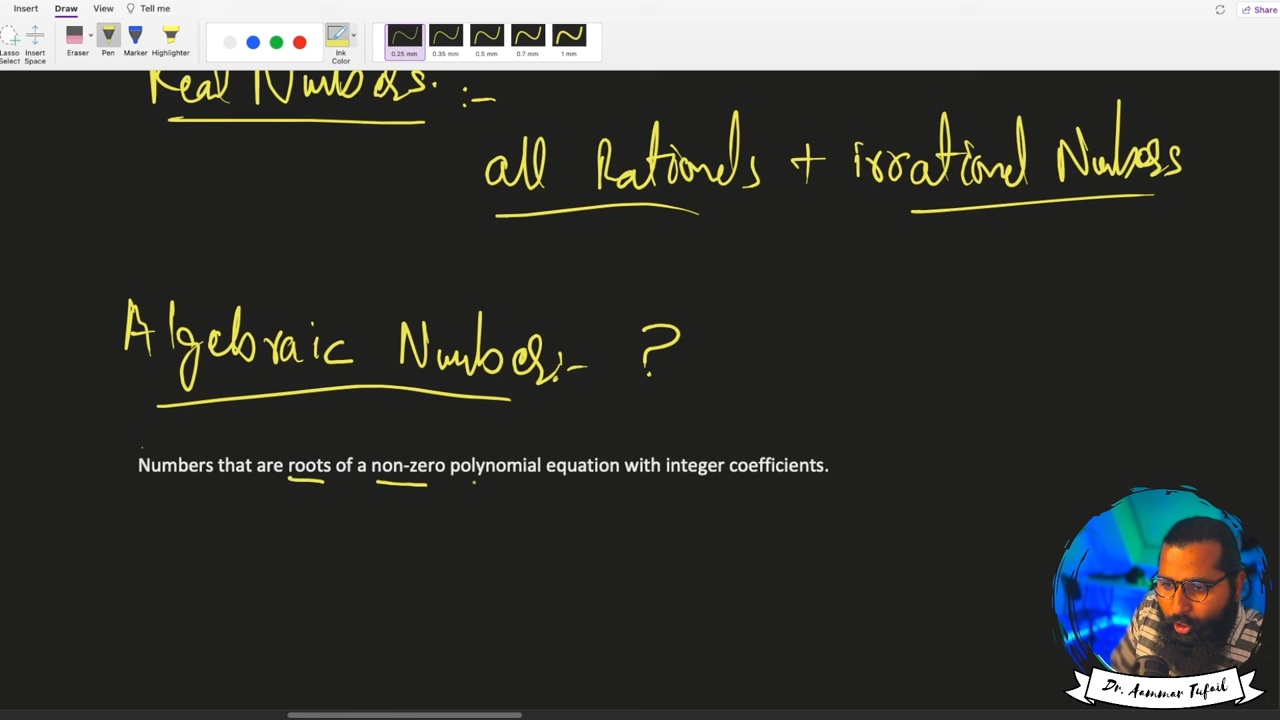 Insert Draw View Tell me Share
Lasso Select Insert Space Eraser Pen Marker Highlighter Ink Color 0.25 mm 0.35 mm 0.5 mm 0.7 mm 1 mm
Real Numbers. :-
all Rationals + irrational Numbers
Algebraic Number:- ?
Numbers that are roots of a non-zero polynomial equation with integer coefficients.
Dr. Aammar Tufail